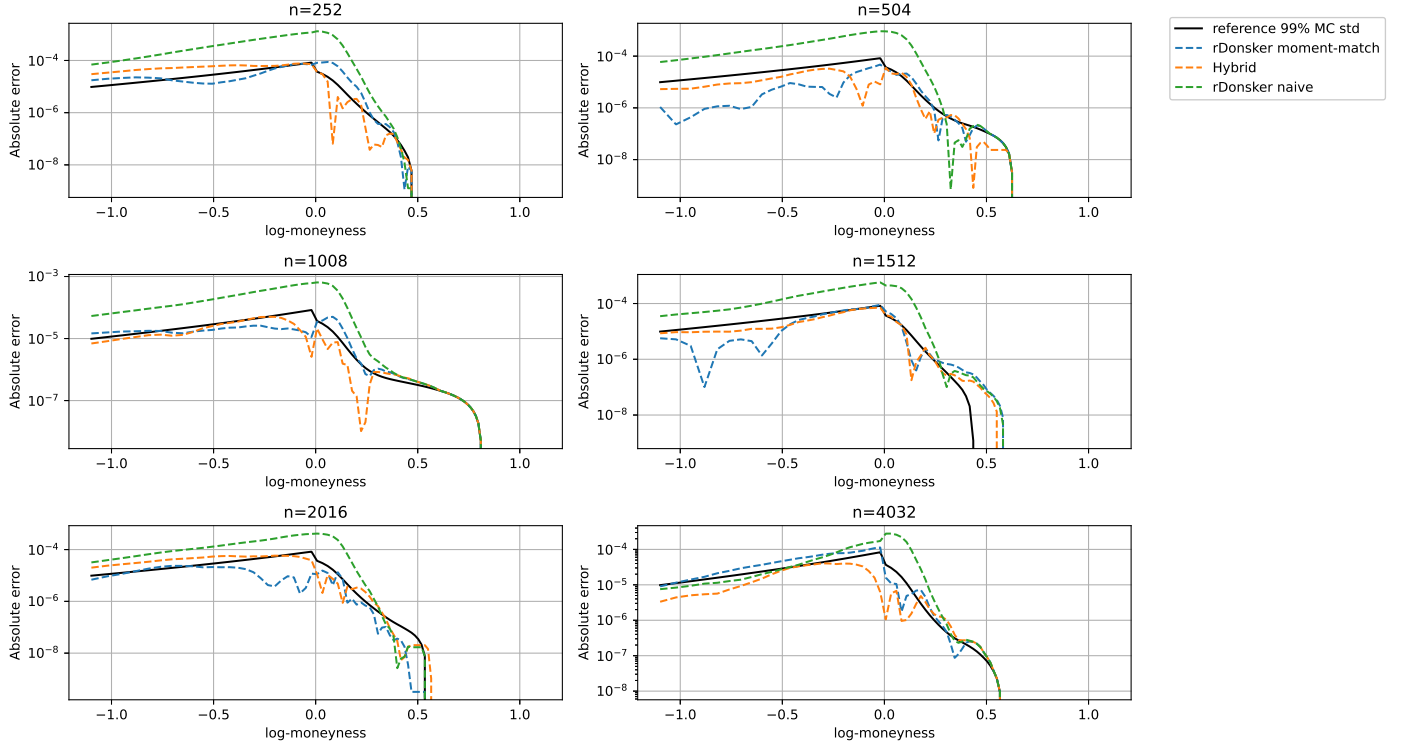 n=252
10⁻⁴
10⁻⁶
10⁻⁸
Absolute error
−1.0 −0.5 0.0 0.5 1.0
log-moneyness
n=504
10⁻⁴
10⁻⁶
10⁻⁸
Absolute error
−1.0 −0.5 0.0 0.5 1.0
log-moneyness
reference 99% MC std
rDonsker moment-match
Hybrid
rDonsker naive
n=1008
10⁻³
10⁻⁵
10⁻⁷
Absolute error
−1.0 −0.5 0.0 0.5 1.0
log-moneyness
n=1512
10⁻⁴
10⁻⁶
10⁻⁸
Absolute error
−1.0 −0.5 0.0 0.5 1.0
log-moneyness
n=2016
10⁻⁴
10⁻⁶
10⁻⁸
Absolute error
−1.0 −0.5 0.0 0.5 1.0
log-moneyness
n=4032
10⁻⁴
10⁻⁵
10⁻⁶
10⁻⁷
10⁻⁸
Absolute error
−1.0 −0.5 0.0 0.5 1.0
log-moneyness